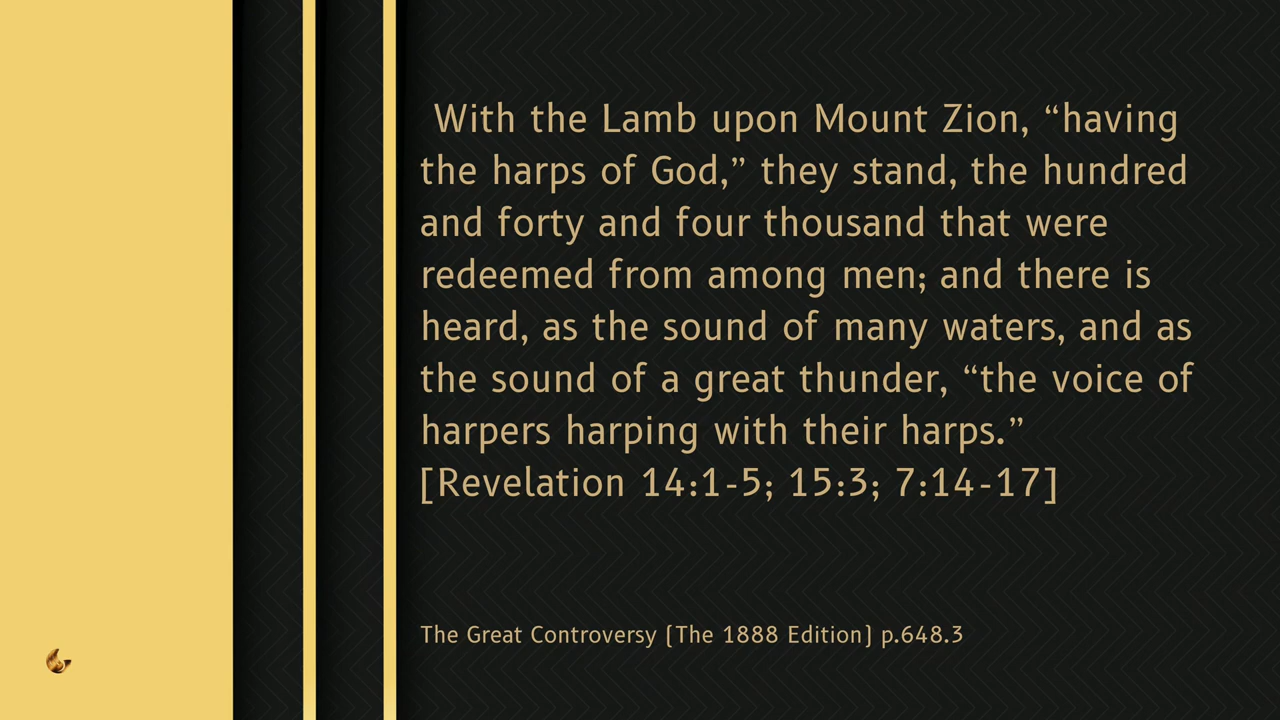 With the Lamb upon Mount Zion, “having
the harps of God,” they stand, the hundred
and forty and four thousand that were
redeemed from among men; and there is
heard, as the sound of many waters, and as
the sound of a great thunder, “the voice of
harpers harping with their harps.”
[Revelation 14:1-5; 15:3; 7:14-17]
The Great Controversy (The 1888 Edition) p.648.3